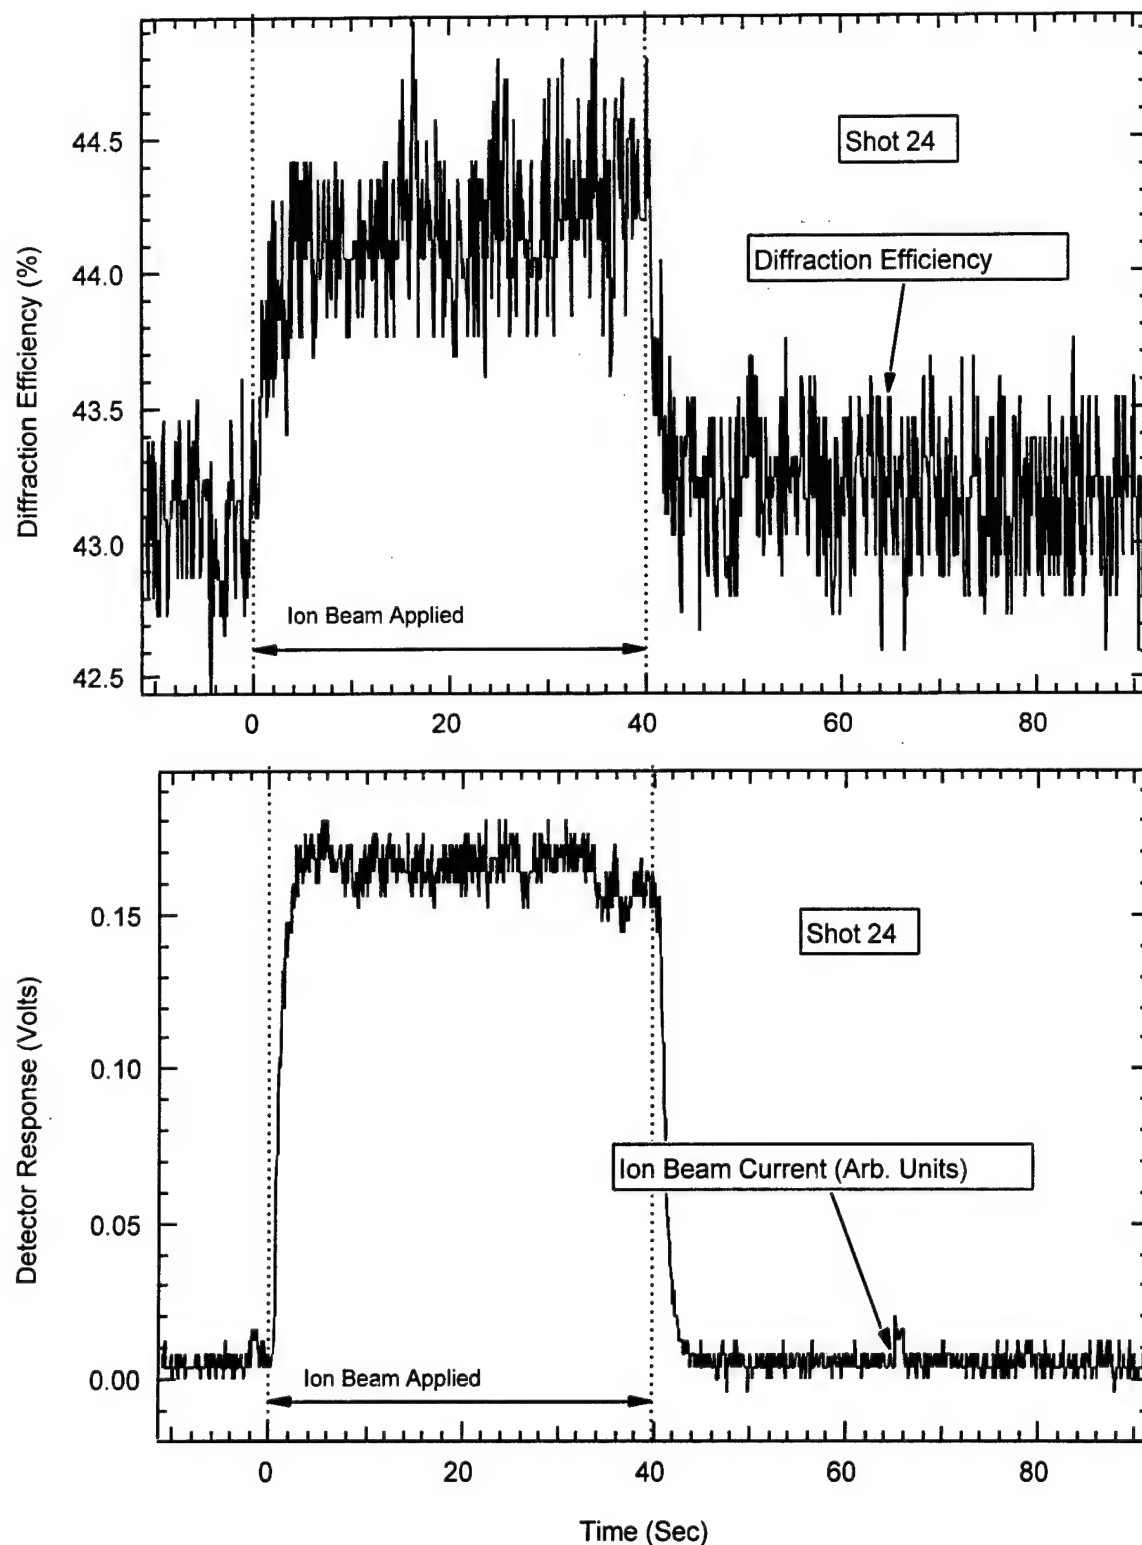 44.5
44.0
43.5
43.0
42.5
Diffraction Efficiency (%)
Shot 24
Diffraction Efficiency
Ion Beam Applied
0 20 40 60 80
0.15
0.10
0.05
0.00
Detector Response (Volts)
Shot 24
Ion Beam Current (Arb. Units)
Ion Beam Applied
0 20 40 60 80
Time (Sec)